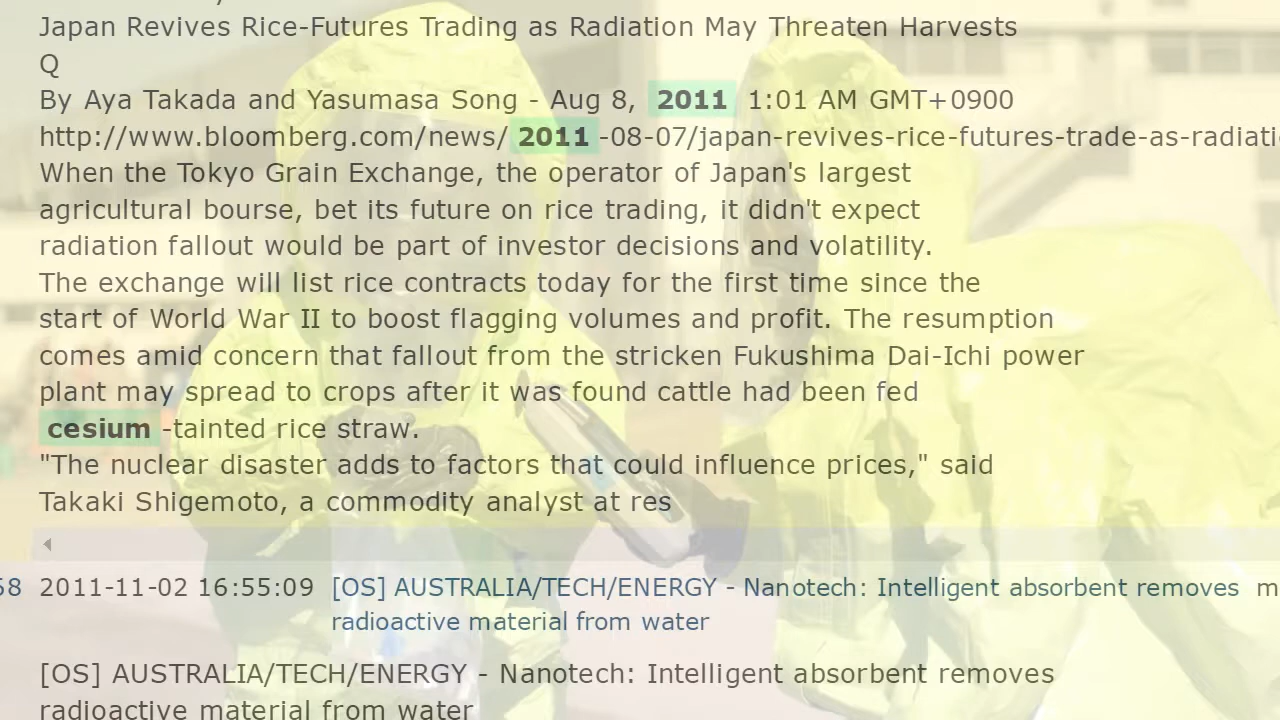 Japan Revives Rice-Futures Trading as Radiation May Threaten Harvests
Q
By Aya Takada and Yasumasa Song - Aug 8, 2011 1:01 AM GMT+0900
http://www.bloomberg.com/news/ 2011 -08-07/japan-revives-rice-futures-trade-as-radiati
When the Tokyo Grain Exchange, the operator of Japan's largest
agricultural bourse, bet its future on rice trading, it didn't expect
radiation fallout would be part of investor decisions and volatility.
The exchange will list rice contracts today for the first time since the
start of World War II to boost flagging volumes and profit. The resumption
comes amid concern that fallout from the stricken Fukushima Dai-Ichi power
plant may spread to crops after it was found cattle had been fed
cesium -tainted rice straw.
"The nuclear disaster adds to factors that could influence prices," said
Takaki Shigemoto, a commodity analyst at res
68 2011-11-02 16:55:09 [OS] AUSTRALIA/TECH/ENERGY - Nanotech: Intelligent absorbent removes m
radioactive material from water
[OS] AUSTRALIA/TECH/ENERGY - Nanotech: Intelligent absorbent removes
radioactive material from water